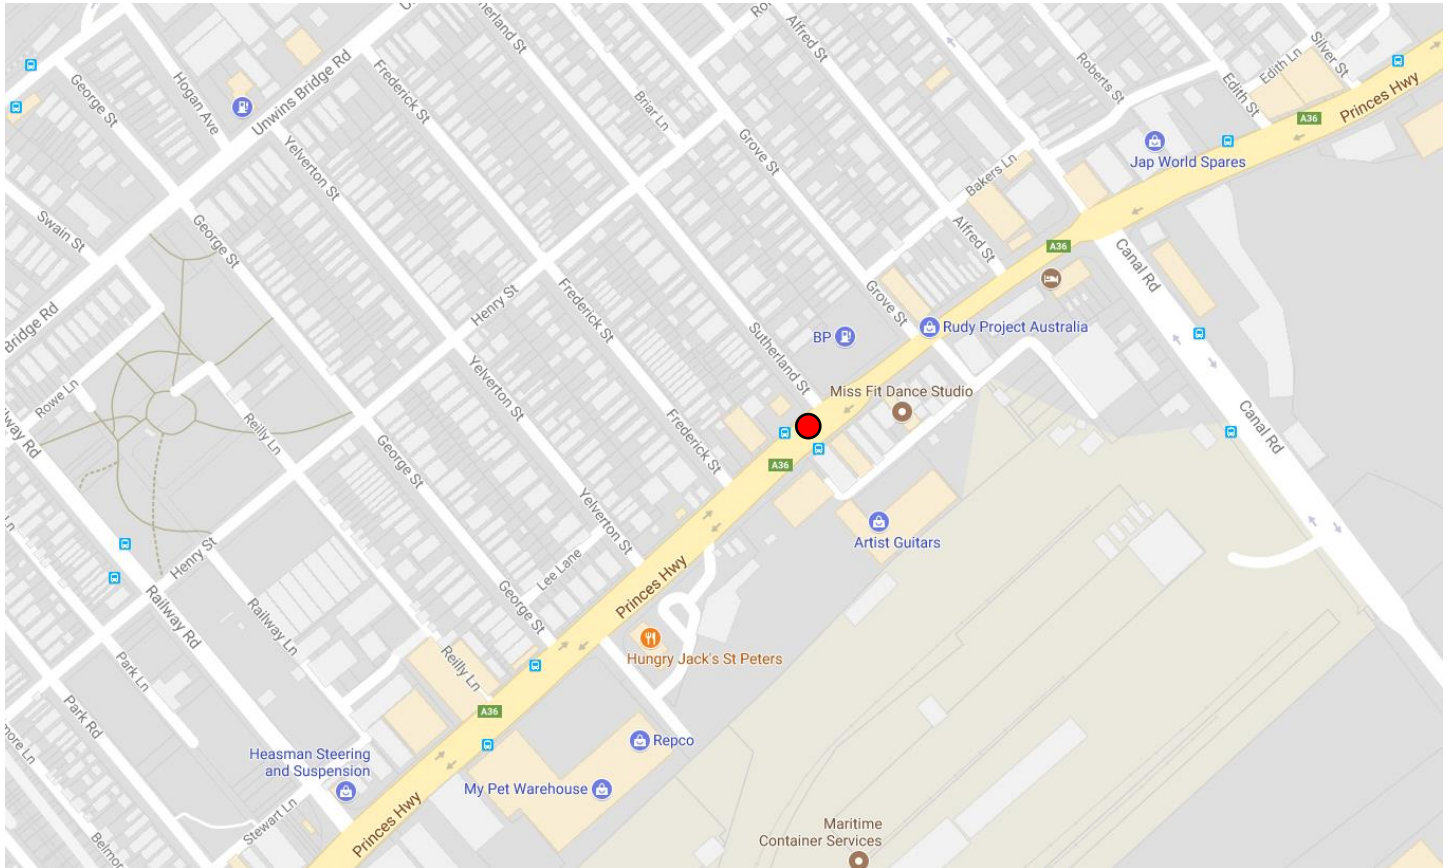 Sutherland St
Alfred St
Silver St
George St
Hogan Ave
Unwins Bridge Rd
Frederick St
Roberts St
Edith Ln
Princes Hwy
Briar Ln
Edith St
A36
Yelverton St
Grove St
Jap World Spares
Bakers Ln
Swain St
George St
Alfred St
A36
Canal Rd
Henry St
Frederick St
Bridge Rd
Grove St
Sutherland St
BP
Rudy Project Australia
Yelverton St
Miss Fit Dance Studio
Rowe Ln
Reilly Ln
Railway Rd
Canal Rd
George St
Frederick St
A36
Yelverton St
Artist Guitars
Henry St
Lee Lane
Princes Hwy
Railway Rd
Railway Ln
George St
Reilly Ln
Hungry Jack's St Peters
Park Ln
Park Rd
A36
Heasman Steering
and Suspension
Repco
My Pet Warehouse
Stewart Ln
Princes Hwy
Maritime
Container Services